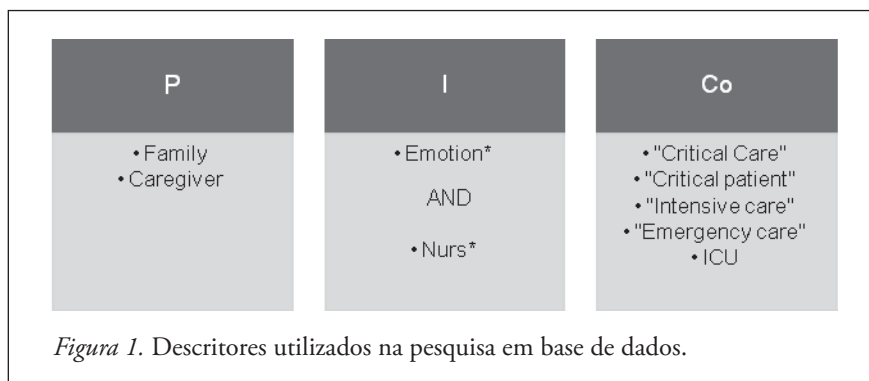 P
• Family
• Caregiver
I
• Emotion*
AND
• Nurs*
Co
• "Critical Care"
• "Critical patient"
• "Intensive care"
• "Emergency care"
• ICU
Figura 1. Descritores utilizados na pesquisa em base de dados.